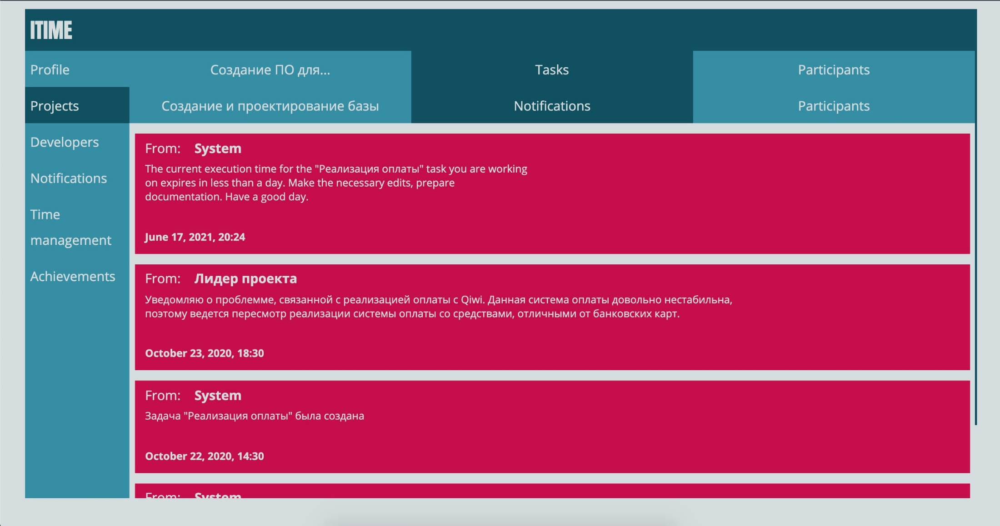 ITIME
Profile
Создание ПО для...
Tasks
Participants
Projects
Создание и проектирование базы
Notifications
Participants
Developers
Notifications
Time
management
Achievements
From: System
The current execution time for the "Реализация оплаты" task you are working
on expires in less than a day. Make the necessary edits, prepare
documentation. Have a good day.
June 17, 2021, 20:24
From: Лидер проекта
Уведомляю о проблемме, связанной с реализацией оплаты с Qiwi. Данная система оплаты довольно нестабильна,
поэтому ведется пересмотр реализации системы оплаты со средствами, отличными от банковских карт.
October 23, 2020, 18:30
From: System
Задача "Реализация оплаты" была создана
October 22, 2020, 14:30
From: System